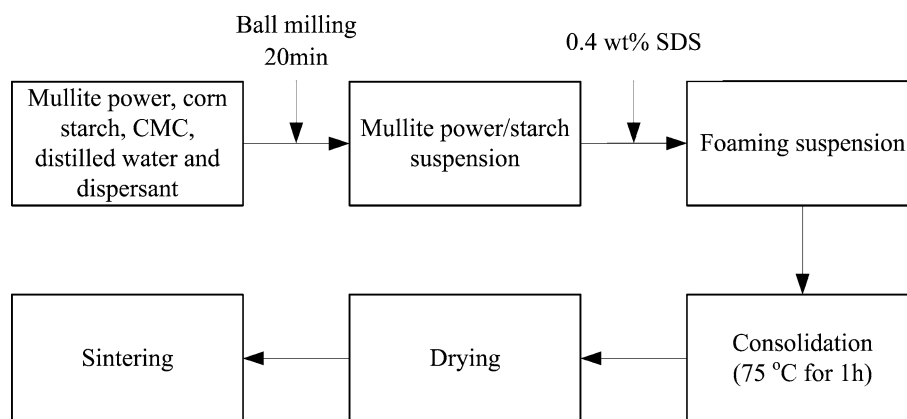 Ball milling
20min
0.4 wt% SDS
Mullite power, corn
starch, CMC,
distilled water and
dispersant
Mullite power/starch
suspension
Foaming suspension
Sintering
Drying
Consolidation
(75 °C for 1h)